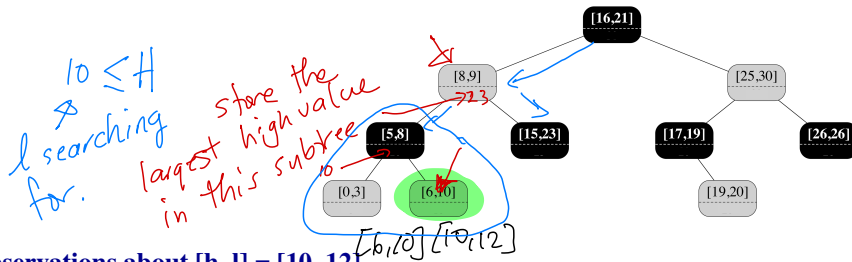 [16,21]
[8,9]
[25,30]
23
[5,8]
[15,23]
[17,19]
[26,26]
10
[0,3]
[6,10]
[19,20]
10 ≤ H
l searching
for.
store the
largest high value
in this subtree
[6,10] [10,12]
servations about [h, l] = [10, 12]